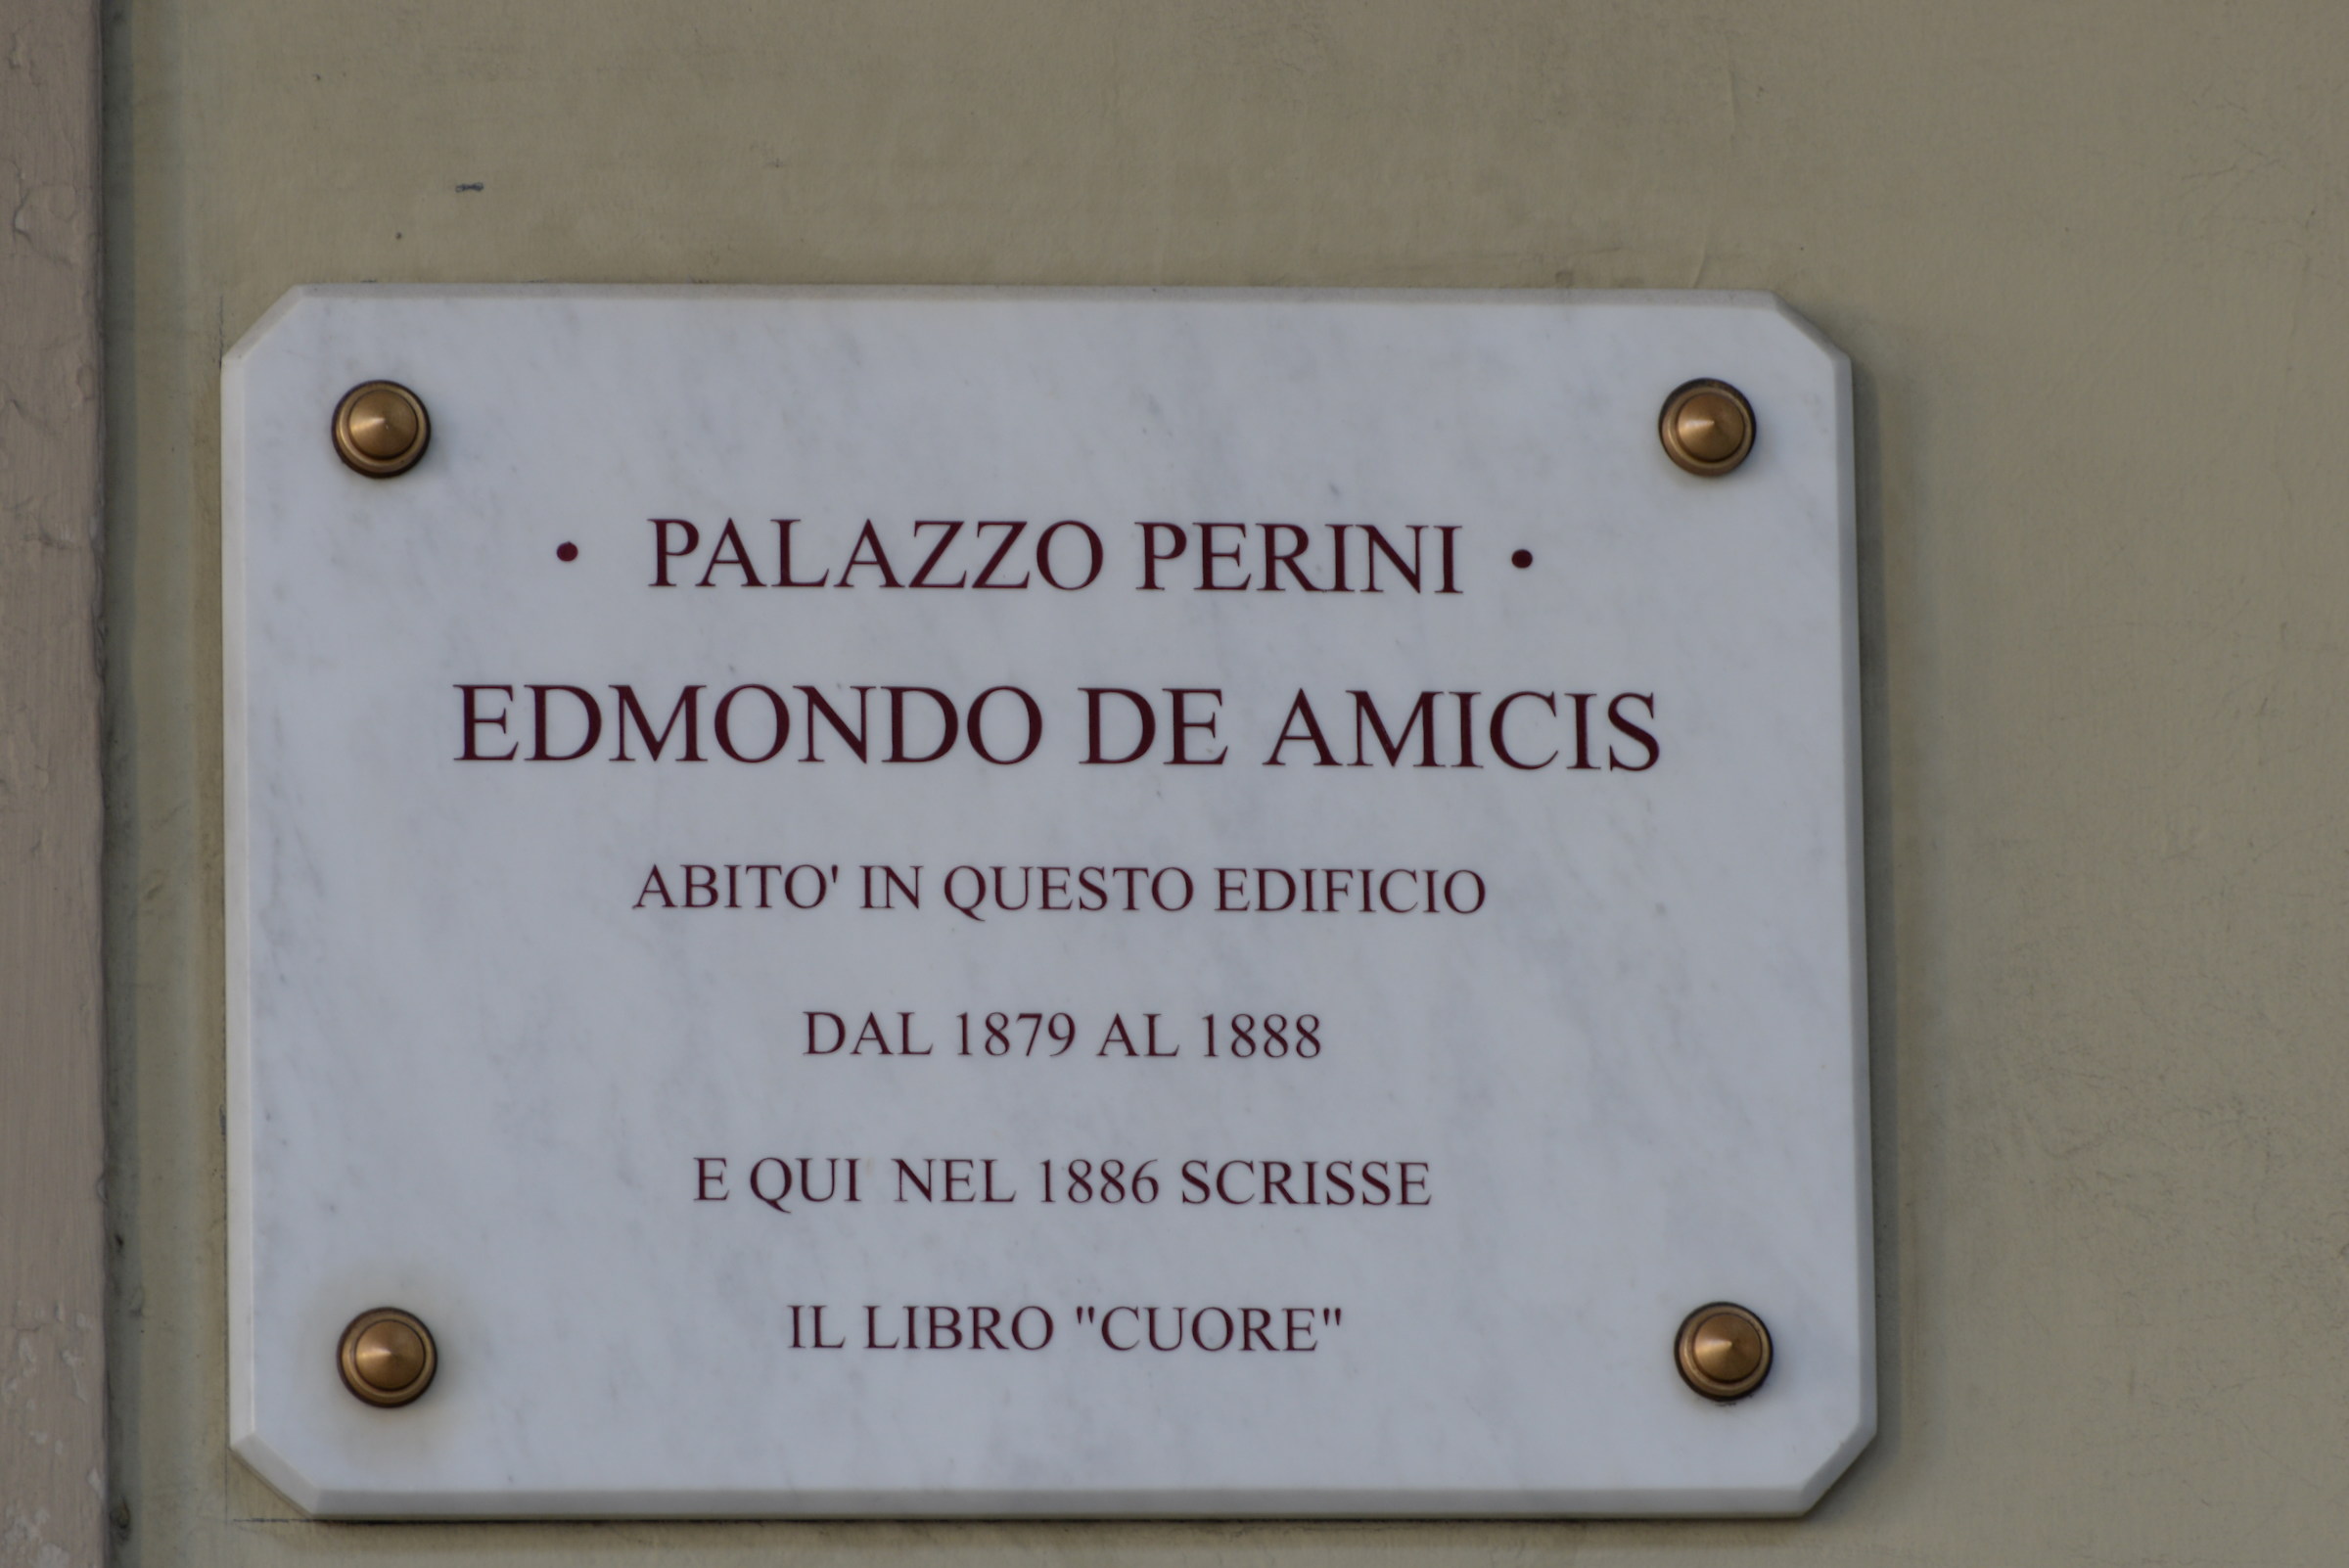 • PALAZZO PERINI •
EDMONDO DE AMICIS
ABITO' IN QUESTO EDIFICIO
DAL 1879 AL 1888
E QUI NEL 1886 SCRISSE
IL LIBRO "CUORE"